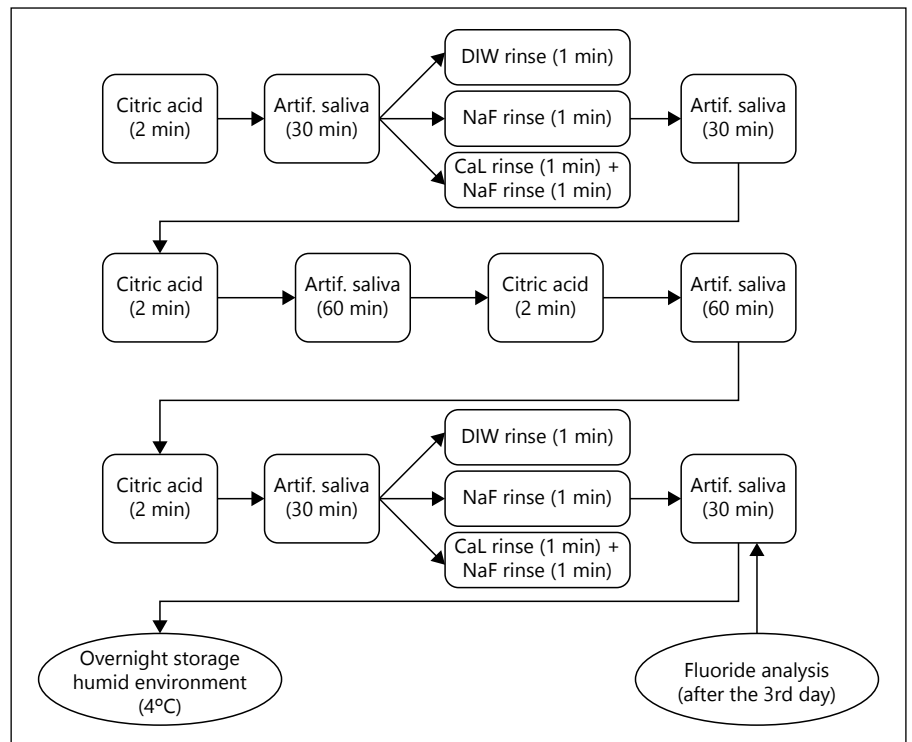 Citric acid
(2 min)
Artif. saliva
(30 min)
DIW rinse (1 min)
NaF rinse (1 min)
CaL rinse (1 min) +
NaF rinse (1 min)
Artif. saliva
(30 min)
Citric acid
(2 min)
Artif. saliva
(60 min)
Citric acid
(2 min)
Artif. saliva
(60 min)
Citric acid
(2 min)
Artif. saliva
(30 min)
DIW rinse (1 min)
NaF rinse (1 min)
CaL rinse (1 min) +
NaF rinse (1 min)
Artif. saliva
(30 min)
Overnight storage
humid environment
(4ºC)
Fluoride analysis
(after the 3rd day)